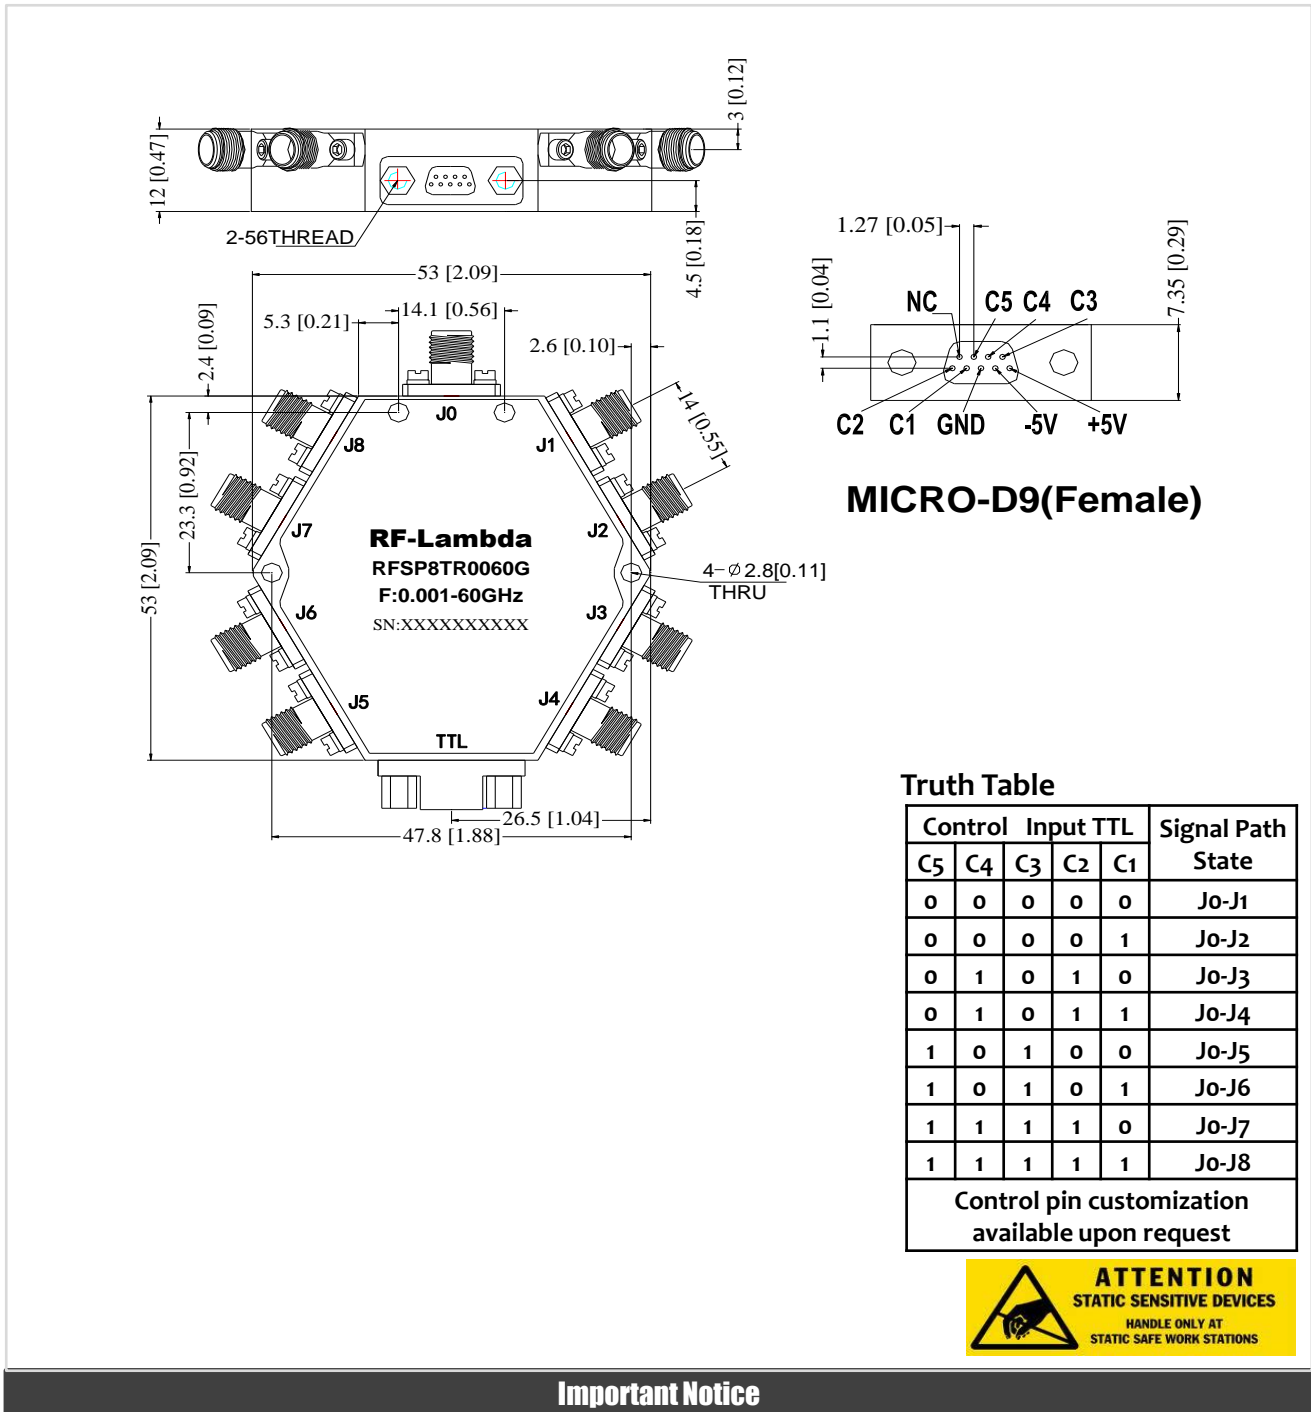 3 [0.12]
12 [0.47]
2-56THREAD
4.5 [0.18]
53 [2.09]
14.1 [0.56]
5.3 [0.21]
2.6 [0.10]
2.4 [0.09]
14 [0.55]
23.3 [0.92]
53 [2.09]
J0
J8
J1
J7
J2
RF-Lambda
RFSP8TR0060G
F:0.001-60GHz
SN:XXXXXXXXXX
4-Ø2.8[0.11]
THRU
J6
J3
J5
J4
TTL
26.5 [1.04]
47.8 [1.88]
1.27 [0.05]
1.1 [0.04]
7.35 [0.29]
NC C5 C4 C3
C2 C1 GND -5V +5V
MICRO-D9(Female)
Truth Table
Control Input TTL Signal Path State
C5 C4 C3 C2 C1
0 0 0 0 0 J0-J1
0 0 0 0 1 J0-J2
0 1 0 1 0 J0-J3
0 1 0 1 1 J0-J4
1 0 1 0 0 J0-J5
1 0 1 0 1 J0-J6
1 1 1 1 0 J0-J7
1 1 1 1 1 J0-J8
Control pin customization
available upon request
ATTENTION
STATIC SENSITIVE DEVICES
HANDLE ONLY AT
STATIC SAFE WORK STATIONS
Important Notice